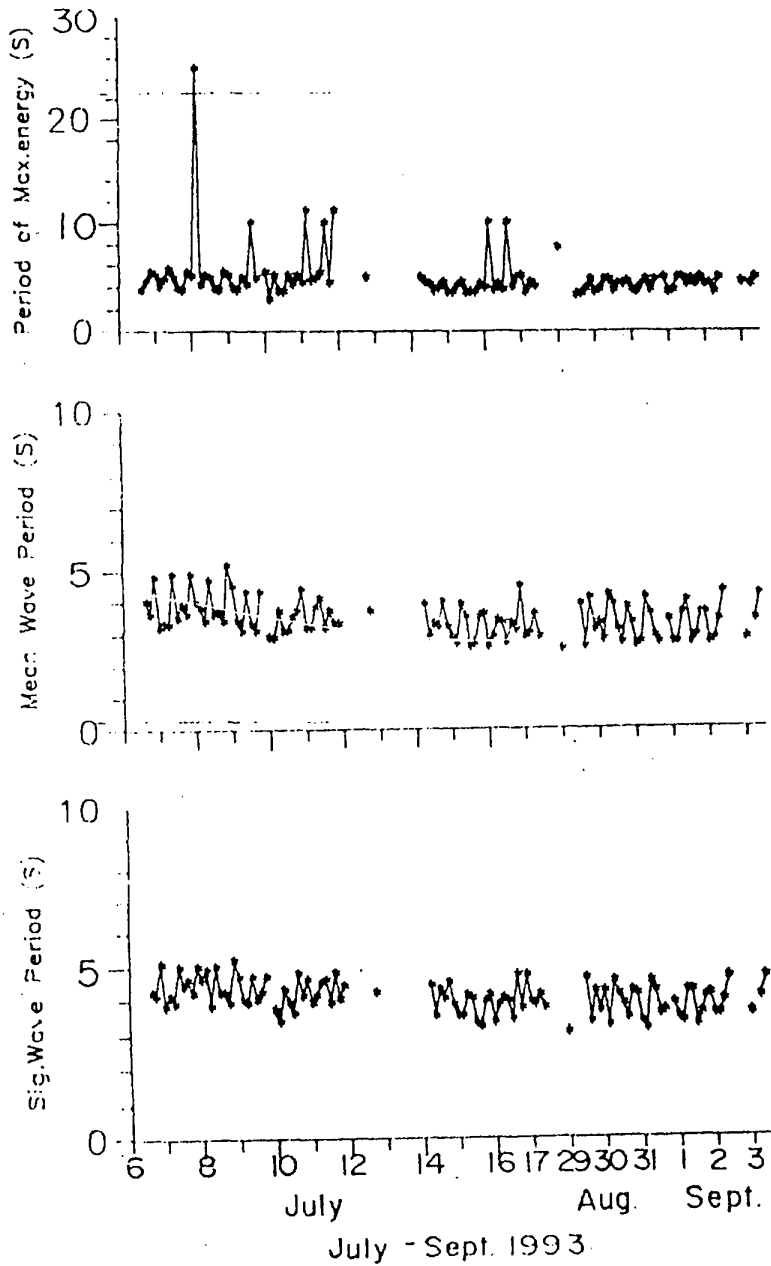 30
20
10
0
Period of Max.energy (S)
10
5
0
Mean Wave Period (S)
10
5
0
Sig.Wave Period (S)
6 8 10 12 14 16 17 29 30 31 1 2 3
July Aug. Sept.
July - Sept. 1993